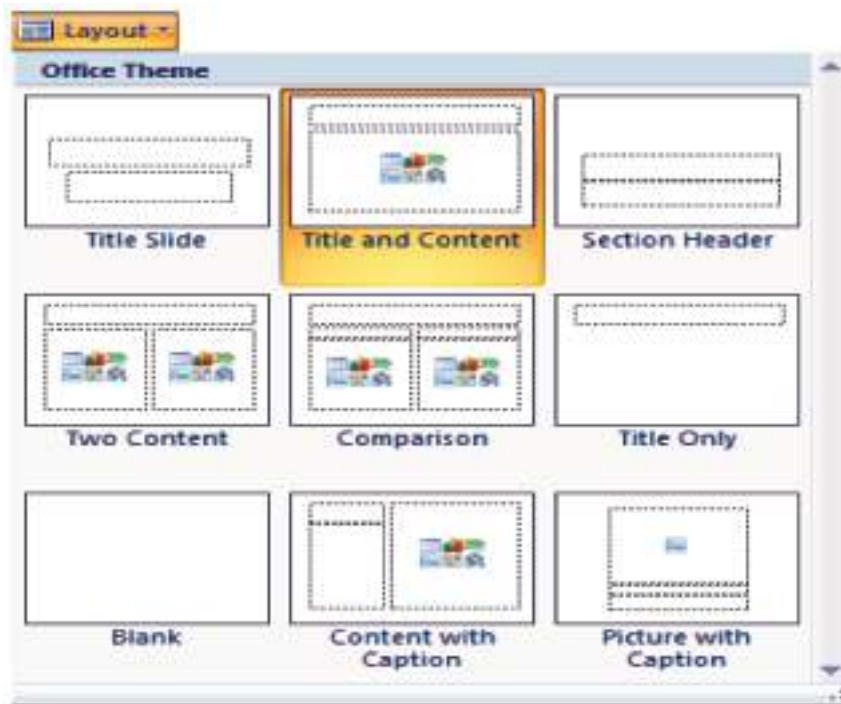 Layout
Office Theme
Title Slide
Title and Content
Section Header
Two Content
Comparison
Title Only
Blank
Content with
Caption
Picture with
Caption